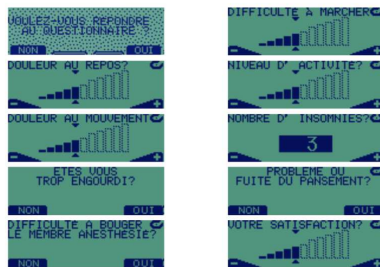 VOULEZ-VOUS REPONDRE
AU QUESTIONNAIRE ?
NON OUI
DOULEUR AU REPOS?
- +
DOULEUR AU MOUVEMENT
- +
ETES VOUS
TROP ENGOURDI?
NON OUI
DIFFICULTE A BOUGER
LE MEMBRE ANESTHESIE?
NON OUI
DIFFICULTÉ À MARCHER
- +
NIVEAU D' ACTIVITÉ?
- +
NOMBRE D' INSOMNIES?
3
- +
PROBLEME OU
FUITE DU PANSEMENT?
NON OUI
VOTRE SATISFACTION?
- +